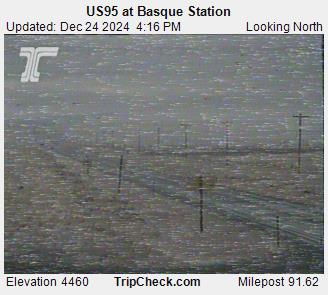 US95 at Basque Station
Updated: Dec 24 2024 4:16 PM Looking North
Elevation 4460 TripCheck.com Milepost 91.62